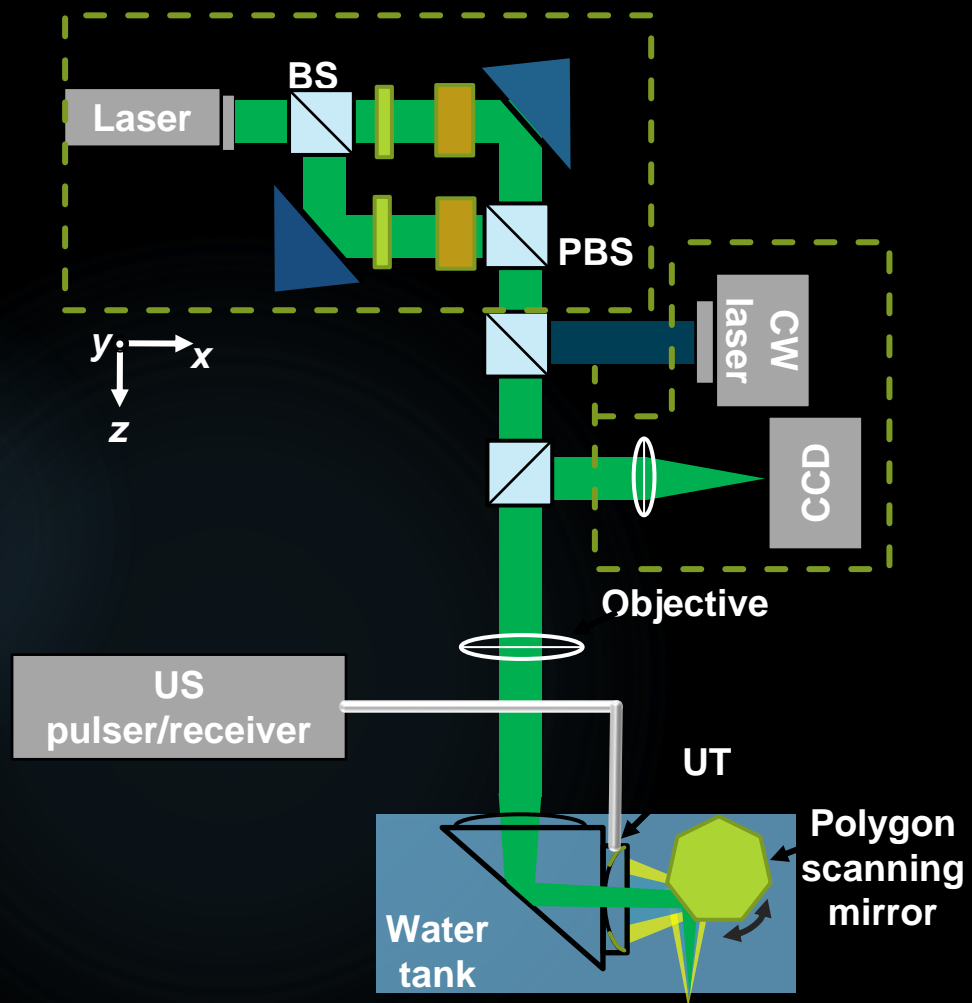 BS
Laser
PBS
CW
laser
y
x
z
CCD
Objective
US
pulser/receiver
UT
Polygon
scanning
mirror
Water
tank